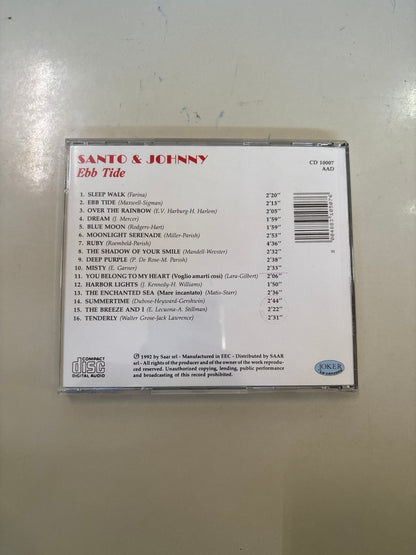 SANTO & JOHNNY
Ebb Tide
CD 10007
AAD
1. SLEEP WALK (Farina) 2'20"
2. EBB TIDE (Maxwell-Sigman) 2'13"
3. OVER THE RAINBOW (E.V. Harburg-H. Harlem) 2'05"
4. DREAM (J. Mercer) 1'59"
5. BLUE MOON (Rodgers-Hart) 1'59"
6. MOONLIGHT SERENADE (Miller-Parish) 2'53"
7. RUBY (Roemheld-Parish) 4'36"
8. THE SHADOW OF YOUR SMILE (Mandell-Wevster) 2'32"
9. DEEP PURPLE (P. De Rose-M. Parish) 2'38"
10. MISTY (E. Garner) 2'33"
11. YOU BELONG TO MY HEART (Voglio amarti così) (Lara-Gilbert) 2'06"
12. HARBOR LIGHTS (J. Kennedy-H. Williams) 1'50"
13. THE ENCHANTED SEA (Mare incantato) (Matis-Starr) 2'36"
14. SUMMERTIME (Dubose-Heyward-Gershwin) 2'44"
15. THE BREEZE AND I (E. Lecuona-A. Stillman) 2'22"
16. TENDERLY (Walter Grove-Jack Laurence) 2'31"
COMPACT
disc
DIGITAL AUDIO
℗ 1992 by Saar srl - Manufactured in EEC - Distributed by SAAR
srl - All rights of the producer and of the owner of the work reproduced.
Unauthorized copying, lending, public performance
and broadcasting of this record prohibited.
JOKER